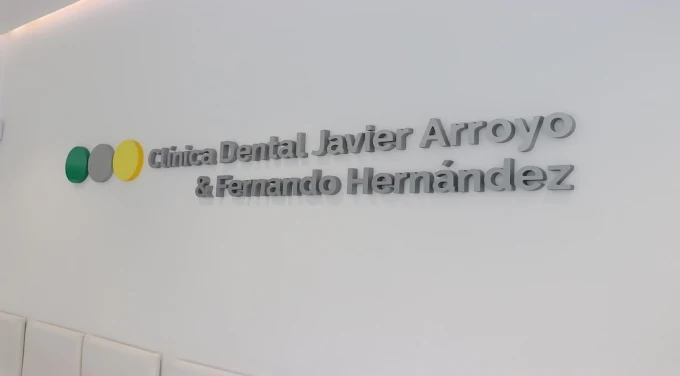 Clínica Dental Javier Arroyo
& Fernando Hernández